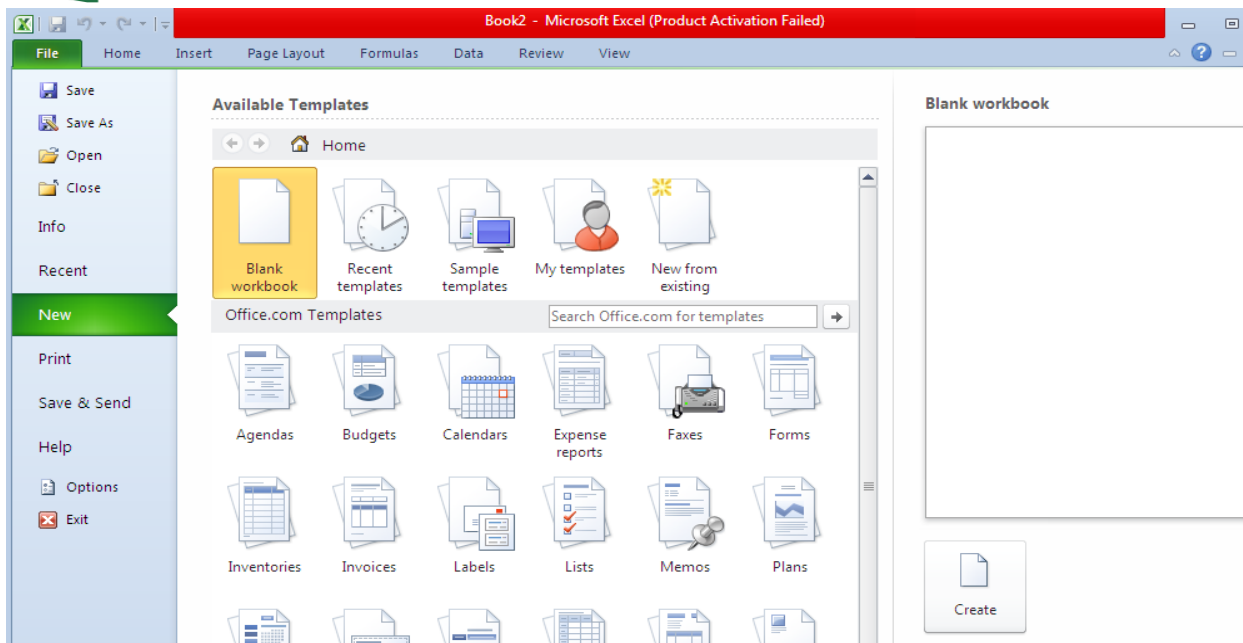 Book2 - Microsoft Excel (Product Activation Failed)
File Home Insert Page Layout Formulas Data Review View
Save
Save As
Open
Close
Info
Recent
New
Print
Save & Send
Help
Options
Exit
Available Templates
Home
Blank workbook
Recent templates
Sample templates
My templates
New from existing
Office.com Templates
Search Office.com for templates
Agendas
Budgets
Calendars
Expense reports
Faxes
Forms
Inventories
Invoices
Labels
Lists
Memos
Plans
Blank workbook
Create